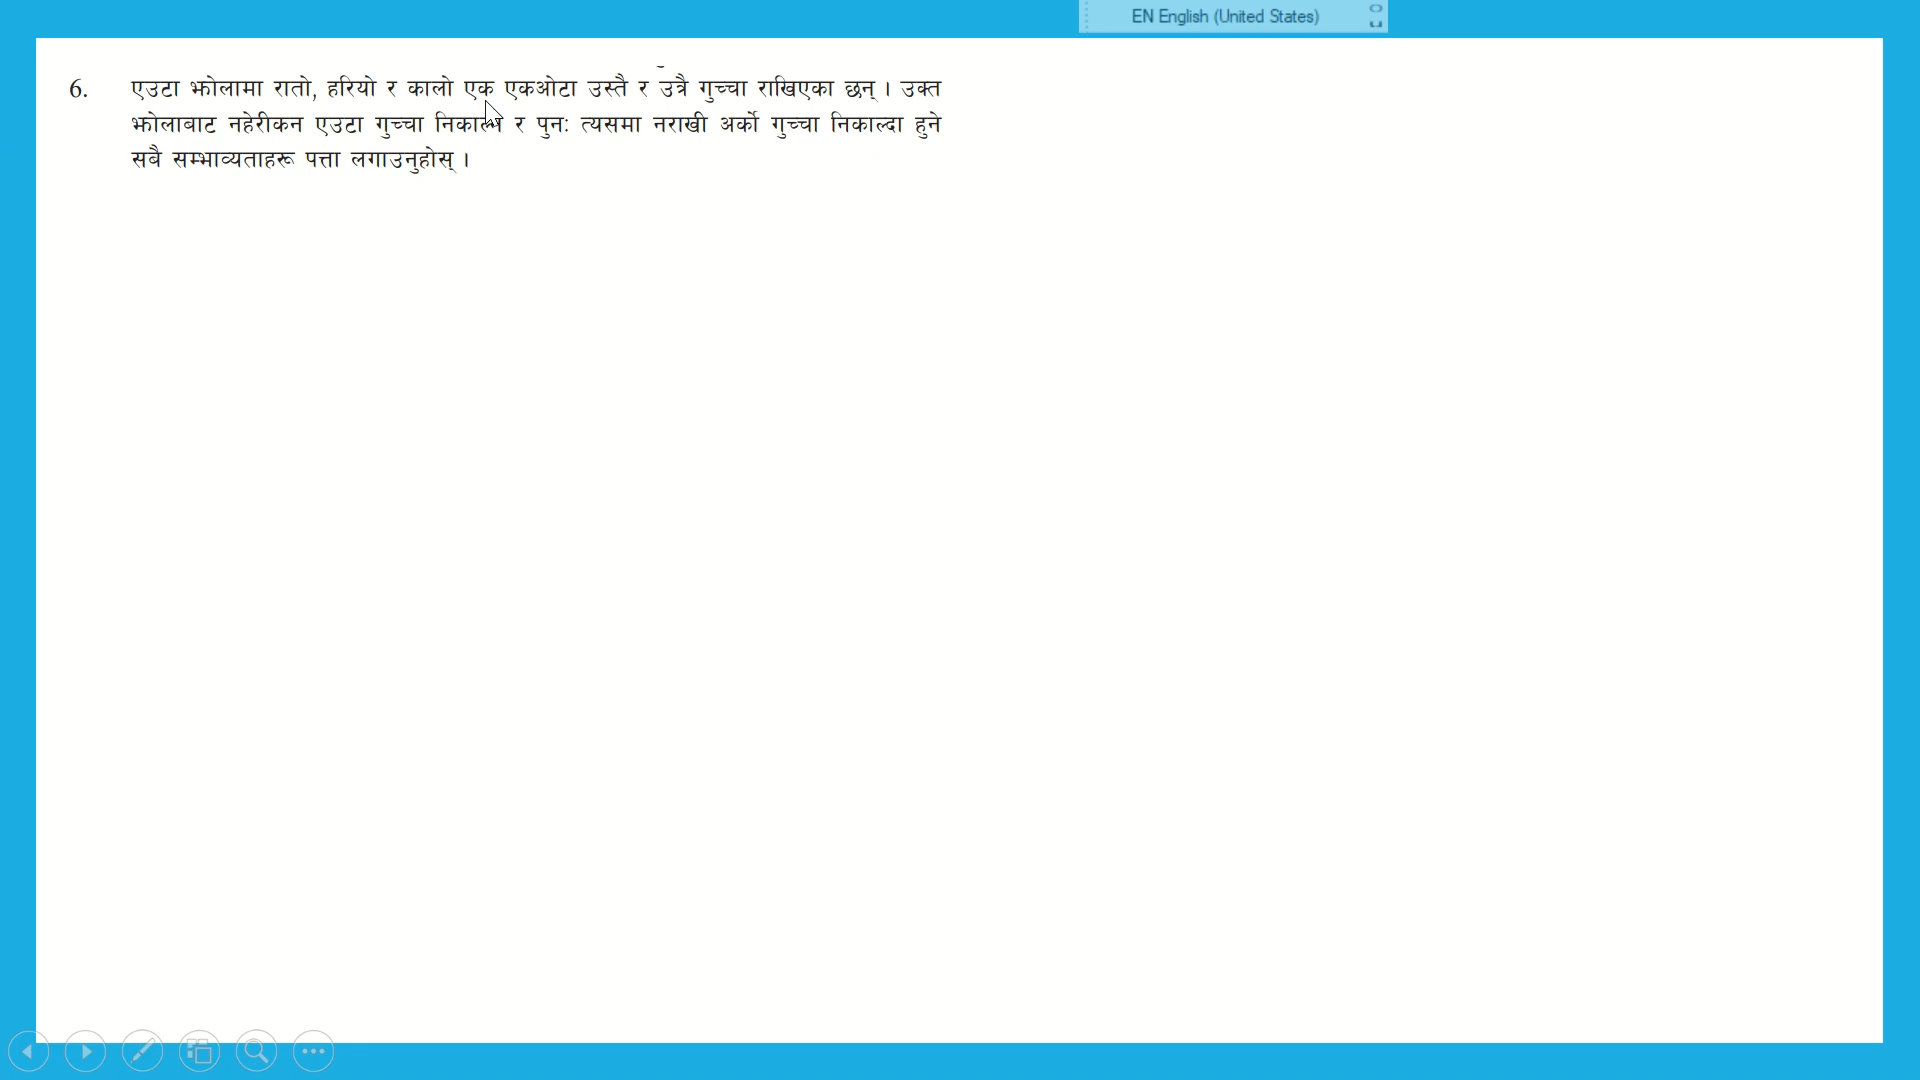 EN English (United States)
6. एउटा झोलामा रातो, हरियो र कालो एक एकओटा उस्तै र उत्रै गुच्चा राखिएका छन् । उक्त
झोलाबाट नहेरीकन एउटा गुच्चा निकाल्ने र पुनः त्यसमा नराखी अर्को गुच्चा निकाल्दा हुने
सबै सम्भाव्यताहरू पत्ता लगाउनुहोस् ।